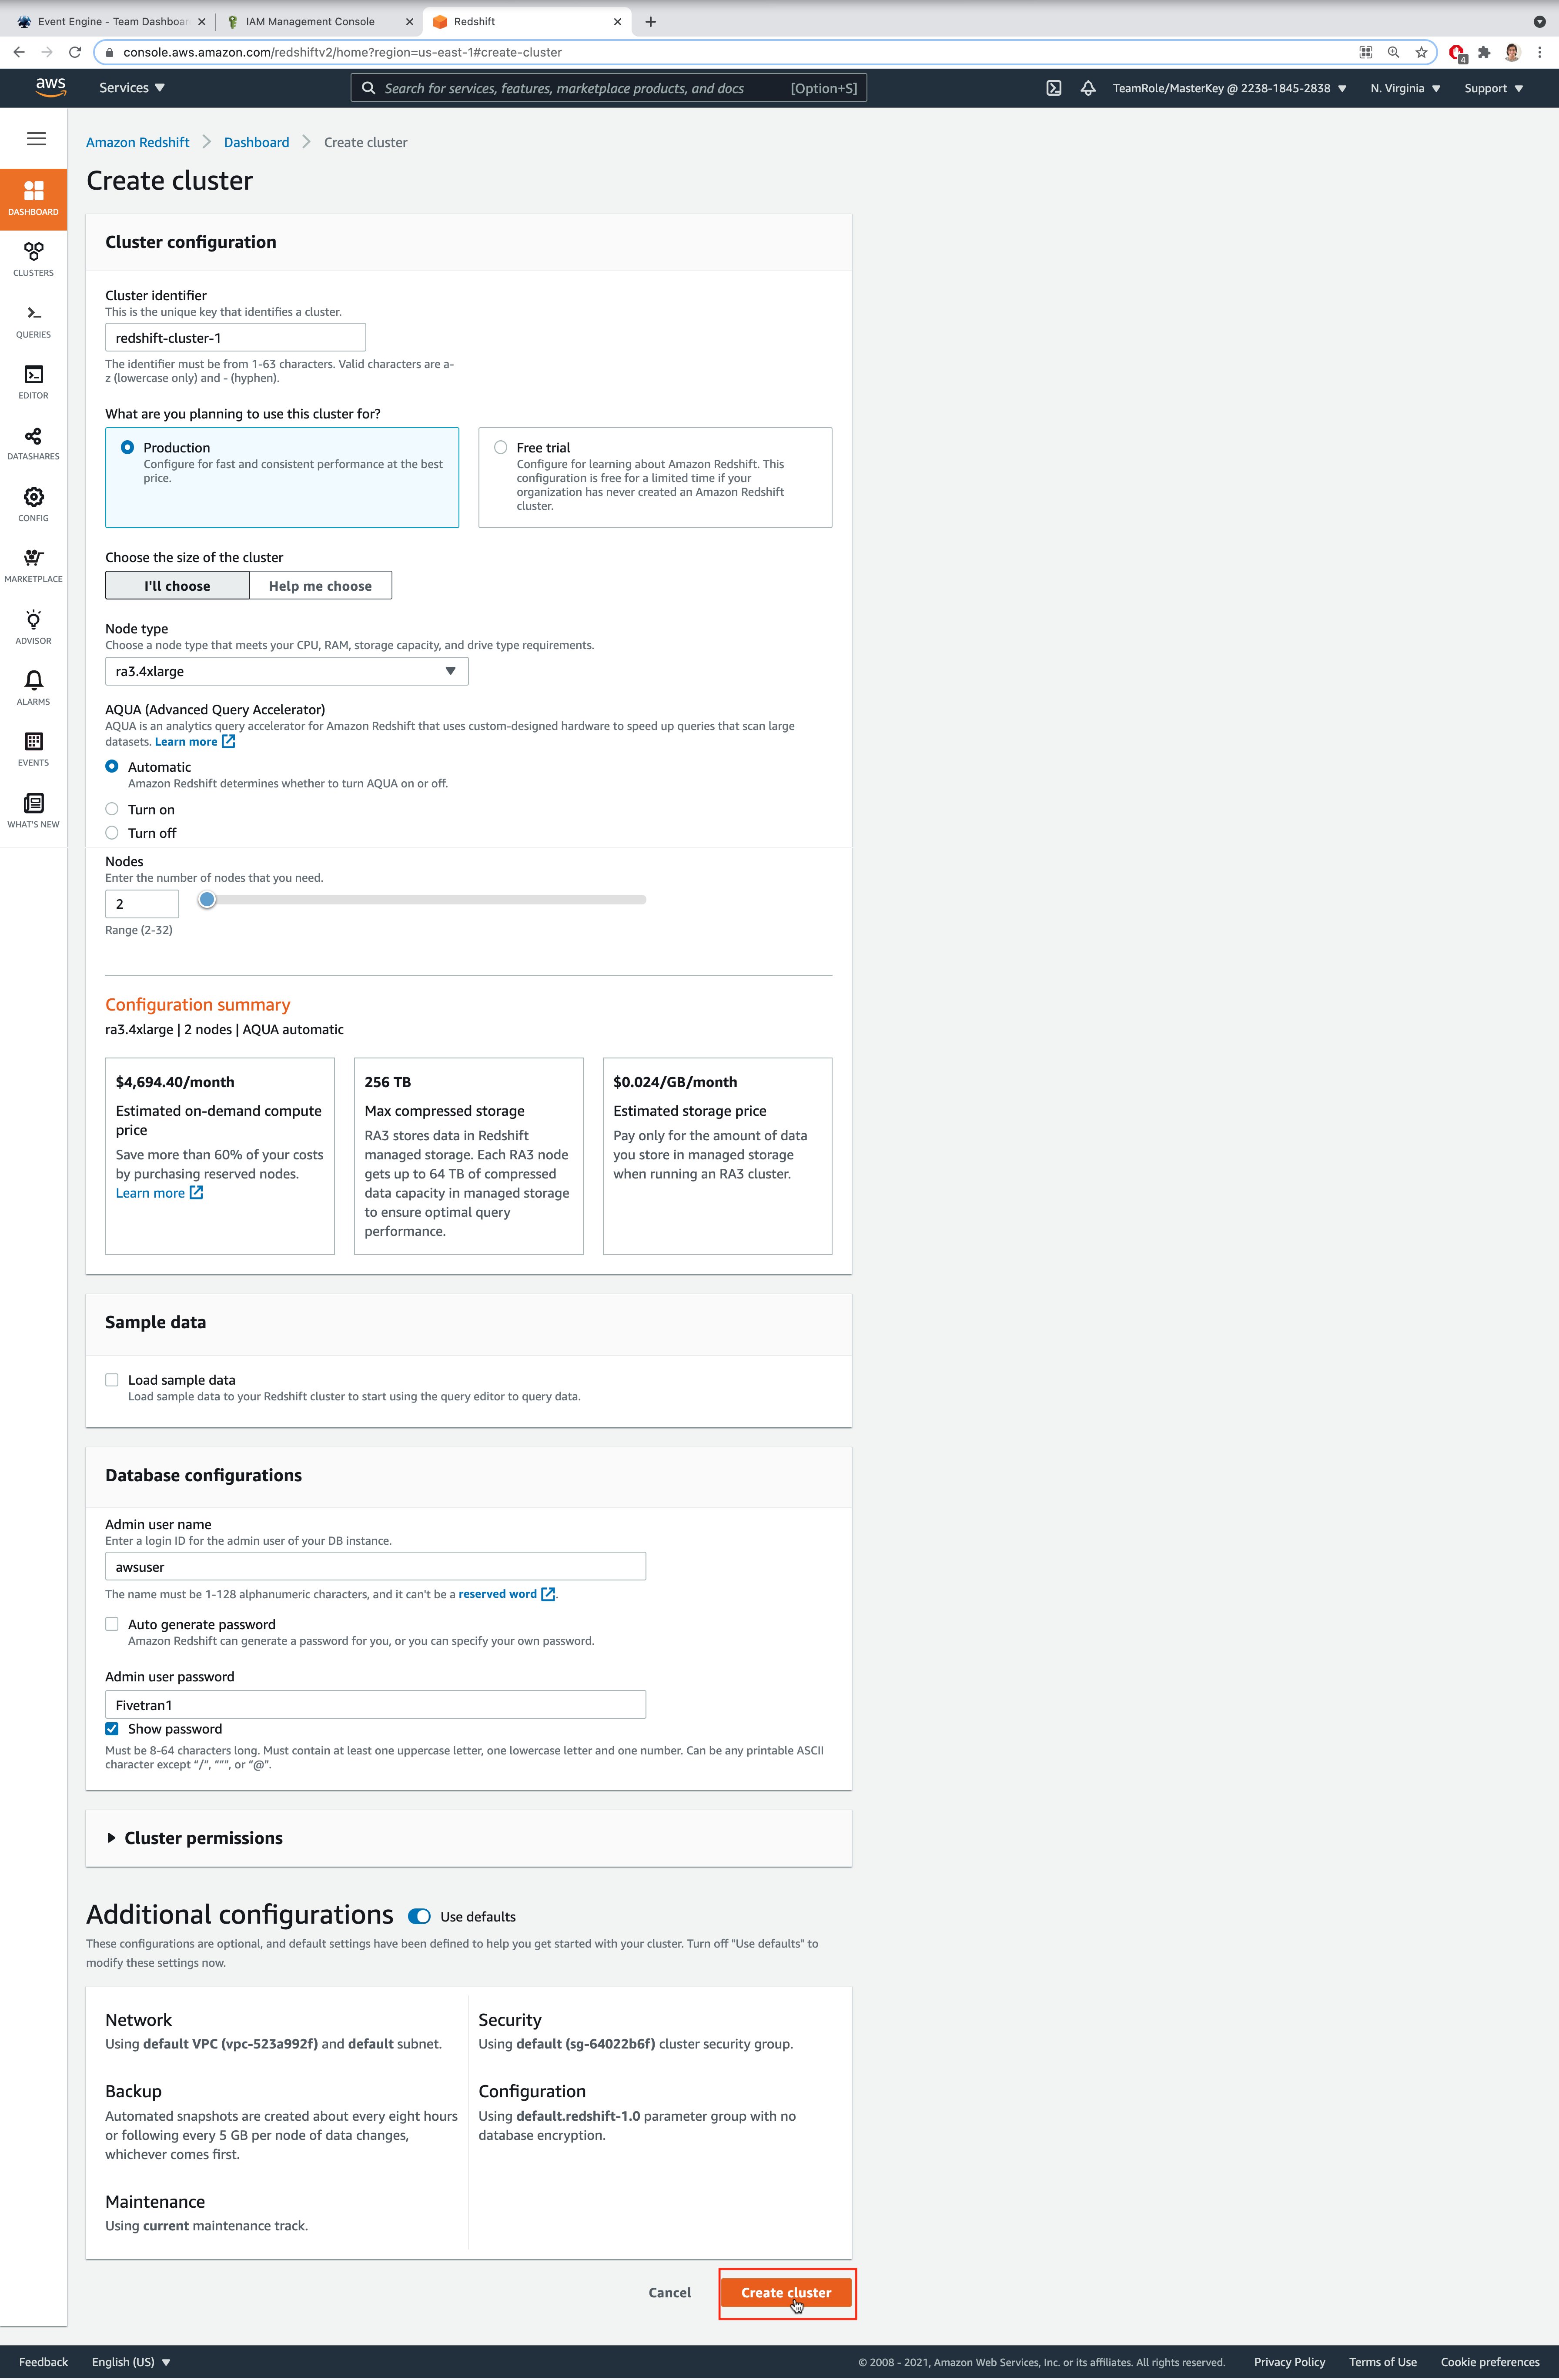 Event Engine - Team Dashboar
IAM Management Console
Redshift
console.aws.amazon.com/redshiftv2/home?region=us-east-1#create-cluster
4
aws
Services
Search for services, features, marketplace products, and docs
[Option+S]
TeamRole/MasterKey @ 2238-1845-2838
N. Virginia
Support
DASHBOARD
CLUSTERS
QUERIES
EDITOR
DATASHARES
CONFIG
MARKETPLACE
ADVISOR
ALARMS
EVENTS
WHAT'S NEW
Amazon Redshift
Dashboard
Create cluster
Create cluster
Cluster configuration
Cluster identifier
This is the unique key that identifies a cluster.
redshift-cluster-1
The identifier must be from 1-63 characters. Valid characters are a-
z (lowercase only) and - (hyphen).
What are you planning to use this cluster for?
Production
Configure for fast and consistent performance at the best
price.
Free trial
Configure for learning about Amazon Redshift. This
configuration is free for a limited time if your
organization has never created an Amazon Redshift
cluster.
Choose the size of the cluster
I'll choose
Help me choose
Node type
Choose a node type that meets your CPU, RAM, storage capacity, and drive type requirements.
ra3.4xlarge
AQUA (Advanced Query Accelerator)
AQUA is an analytics query accelerator for Amazon Redshift that uses custom-designed hardware to speed up queries that scan large
datasets. Learn more
Automatic
Amazon Redshift determines whether to turn AQUA on or off.
Turn on
Turn off
Nodes
Enter the number of nodes that you need.
2
Range (2-32)
Configuration summary
ra3.4xlarge | 2 nodes | AQUA automatic
$4,694.40/month
Estimated on-demand compute
price
Save more than 60% of your costs
by purchasing reserved nodes.
Learn more
256 TB
Max compressed storage
RA3 stores data in Redshift
managed storage. Each RA3 node
gets up to 64 TB of compressed
data capacity in managed storage
to ensure optimal query
performance.
$0.024/GB/month
Estimated storage price
Pay only for the amount of data
you store in managed storage
when running an RA3 cluster.
Sample data
Load sample data
Load sample data to your Redshift cluster to start using the query editor to query data.
Database configurations
Admin user name
Enter a login ID for the admin user of your DB instance.
awsuser
The name must be 1-128 alphanumeric characters, and it can't be a reserved word.
Auto generate password
Amazon Redshift can generate a password for you, or you can specify your own password.
Admin user password
Fivetran1
Show password
Must be 8-64 characters long. Must contain at least one uppercase letter, one lowercase letter and one number. Can be any printable ASCII
character except “/”, “"”, or “@”.
Cluster permissions
Additional configurations
Use defaults
These configurations are optional, and default settings have been defined to help you get started with your cluster. Turn off "Use defaults" to
modify these settings now.
Network
Using default VPC (vpc-523a992f) and default subnet.
Security
Using default (sg-64022b6f) cluster security group.
Backup
Automated snapshots are created about every eight hours
or following every 5 GB per node of data changes,
whichever comes first.
Configuration
Using default.redshift-1.0 parameter group with no
database encryption.
Maintenance
Using current maintenance track.
Cancel
Create cluster
Feedback
English (US)
© 2008 - 2021, Amazon Web Services, Inc. or its affiliates. All rights reserved.
Privacy Policy
Terms of Use
Cookie preferences